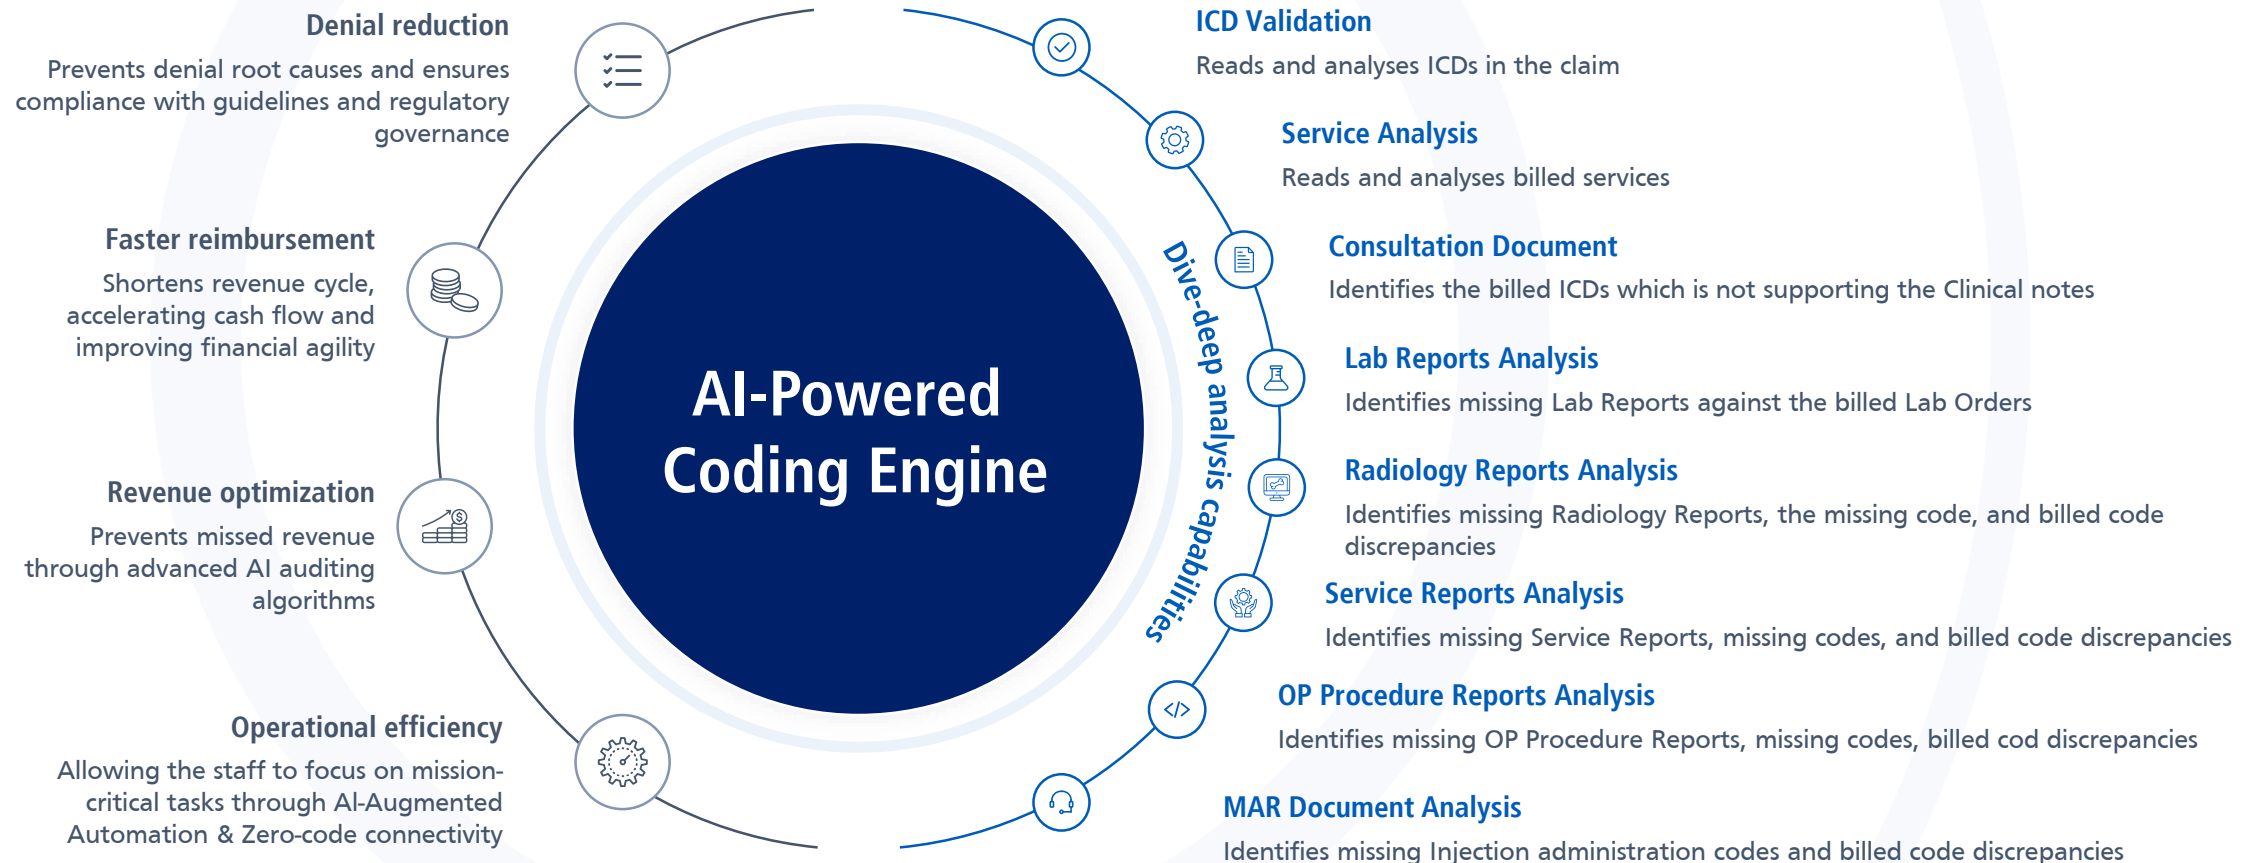 Denial reduction
Prevents denial root causes and ensures
compliance with guidelines and regulatory
governance
Faster reimbursement
Shortens revenue cycle,
accelerating cash flow and
improving financial agility
Revenue optimization
Prevents missed revenue
through advanced AI auditing
algorithms
Operational efficiency
Allowing the staff to focus on mission-
critical tasks through Al-Augmented
Automation & Zero-code connectivity
AI-Powered
Coding Engine
Dive-deep analysis capabilities
ICD Validation
Reads and analyses ICDs in the claim
Service Analysis
Reads and analyses billed services
Consultation Document
Identifies the billed ICDs which is not supporting the Clinical notes
Lab Reports Analysis
Identifies missing Lab Reports against the billed Lab Orders
Radiology Reports Analysis
Identifies missing Radiology Reports, the missing code, and billed code
discrepancies
Service Reports Analysis
Identifies missing Service Reports, missing codes, and billed code discrepancies
OP Procedure Reports Analysis
Identifies missing OP Procedure Reports, missing codes, billed cod discrepancies
MAR Document Analysis
Identifies missing Injection administration codes and billed code discrepancies